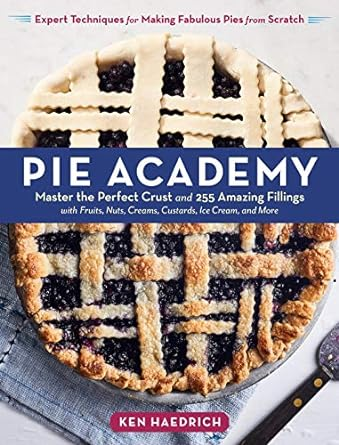 Expert Techniques for Making Fabulous Pies from Scratch
PIE ACADEMY
Master the Perfect Crust and 255 Amazing Fillings
with Fruits, Nuts, Creams, Custards, Ice Cream, and More
KEN HAEDRICH